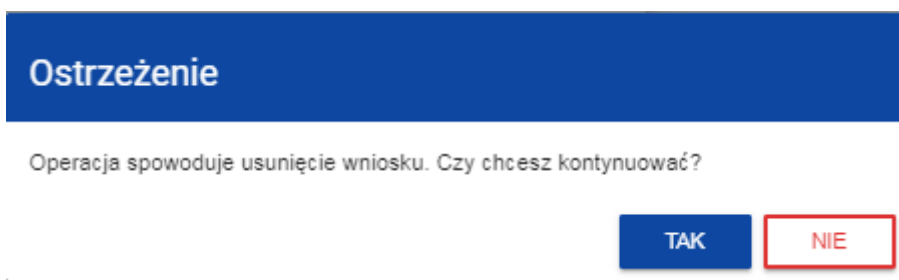 Ostrzeżenie
Operacja spowoduje usunięcie wniosku. Czy chcesz kontynuować?
TAK NIE